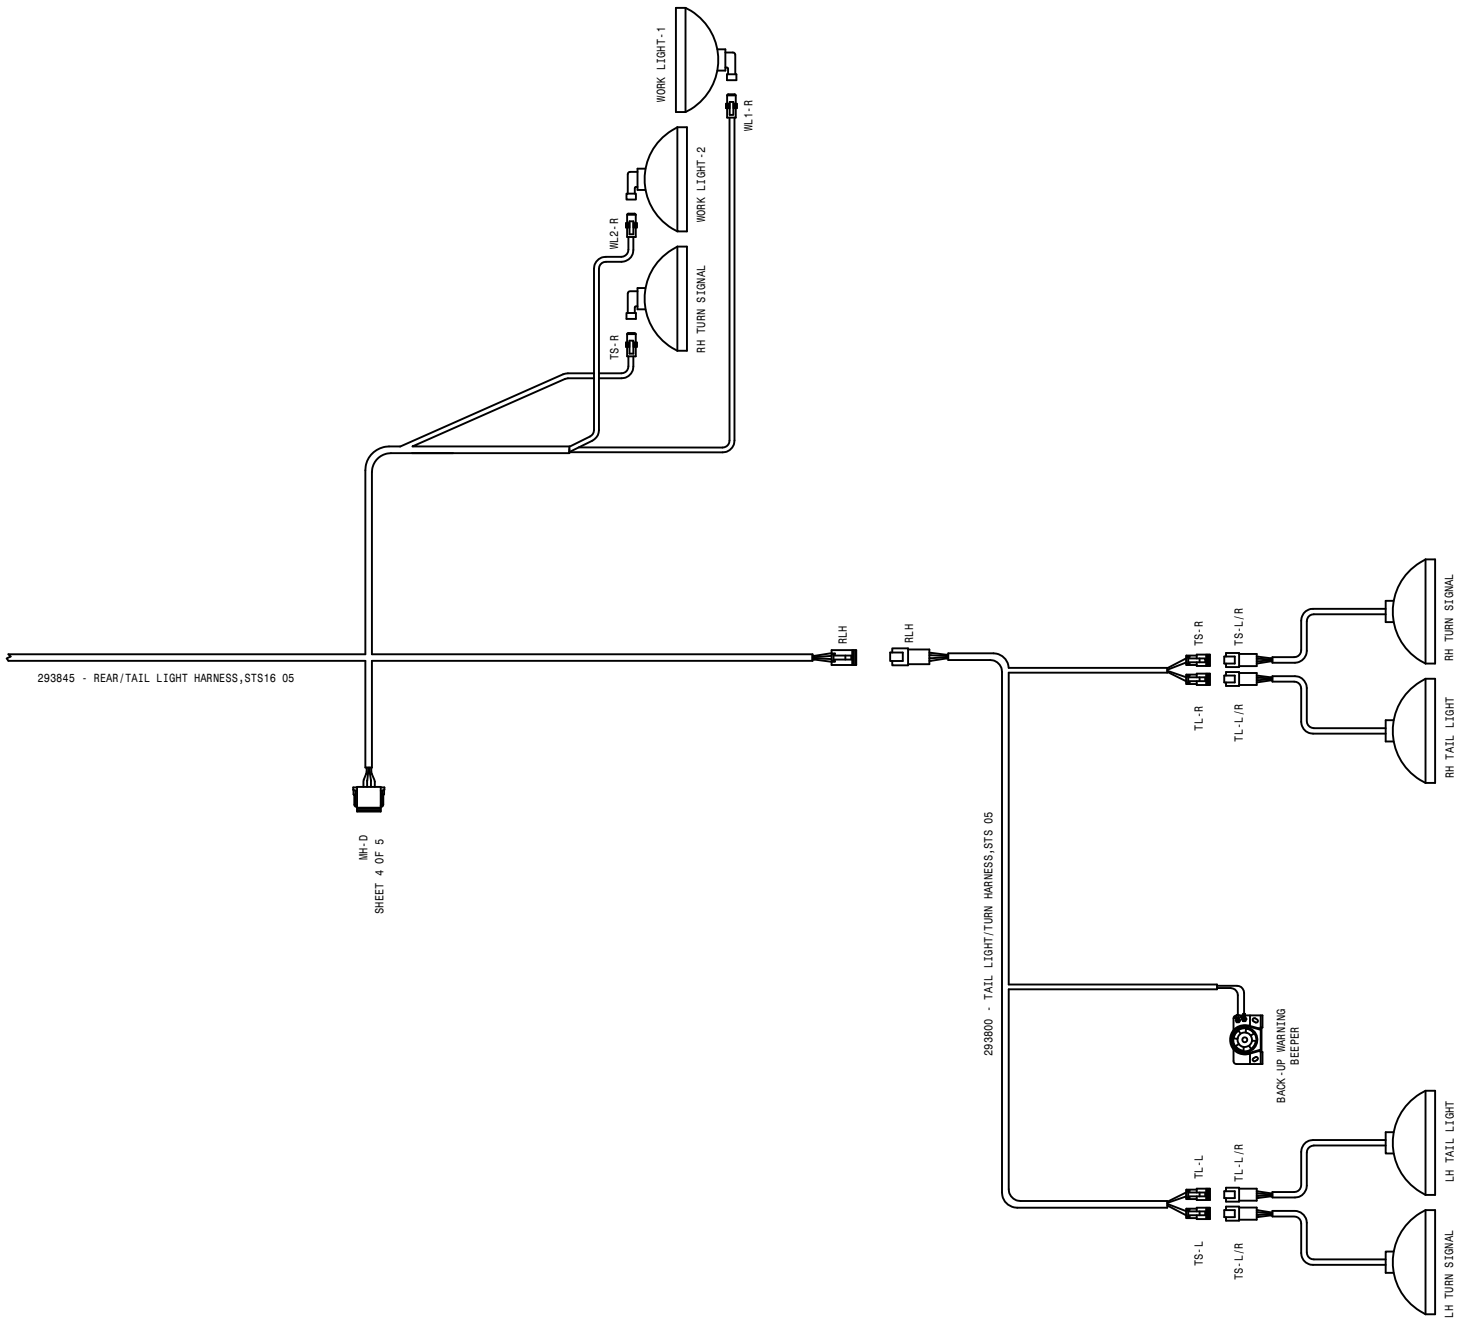 WORK LIGHT-1
WL1-R
WORK LIGHT-2
WL2-R
RH TURN SIGNAL
TS-R
293845 - REAR/TAIL LIGHT HARNESS,STS16 05
RLH
RLH
MH-D
SHEET 4 OF 5
TS-R
TS-L/R
RH TURN SIGNAL
TL-R
TL-L/R
RH TAIL LIGHT
293800 - TAIL LIGHT/TURN HARNESS,STS 05
BACK-UP WARNING
BEEPER
TL-L
TL-L/R
LH TAIL LIGHT
TS-L
TS-L/R
LH TURN SIGNAL